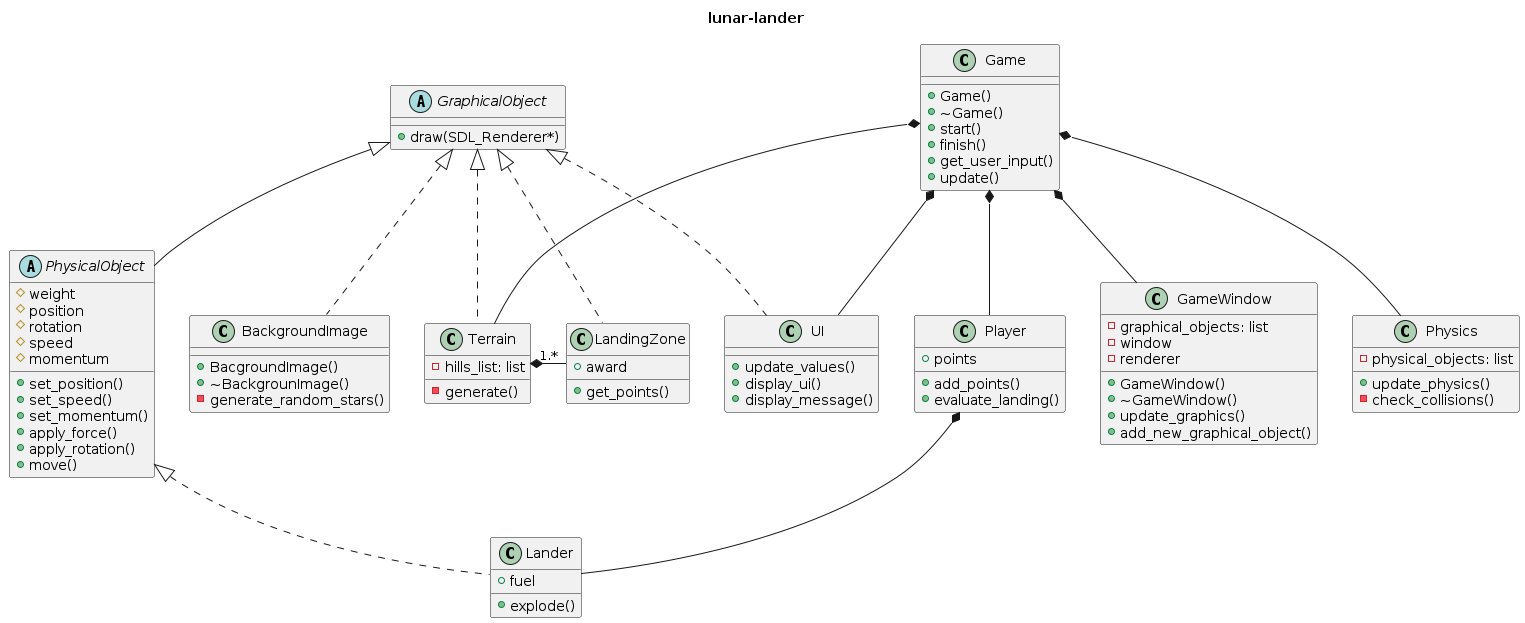 lunar-lander
C Game
Game()
~Game()
start()
finish()
get_user_input()
update()
A GraphicalObject
draw(SDL_Renderer*)
A PhysicalObject
weight
position
rotation
speed
momentum
set_position()
set_speed()
set_momentum()
apply_force()
apply_rotation()
move()
C BackgroundImage
BacgroundImage()
~BackgrounImage()
generate_random_stars()
C Terrain
hills_list: list
generate()
1.*
C LandingZone
award
get_points()
C UI
update_values()
display_ui()
display_message()
C Player
points
add_points()
evaluate_landing()
C GameWindow
graphical_objects: list
window
renderer
GameWindow()
~GameWindow()
update_graphics()
add_new_graphical_object()
C Physics
physical_objects: list
update_physics()
check_collisions()
C Lander
fuel
explode()